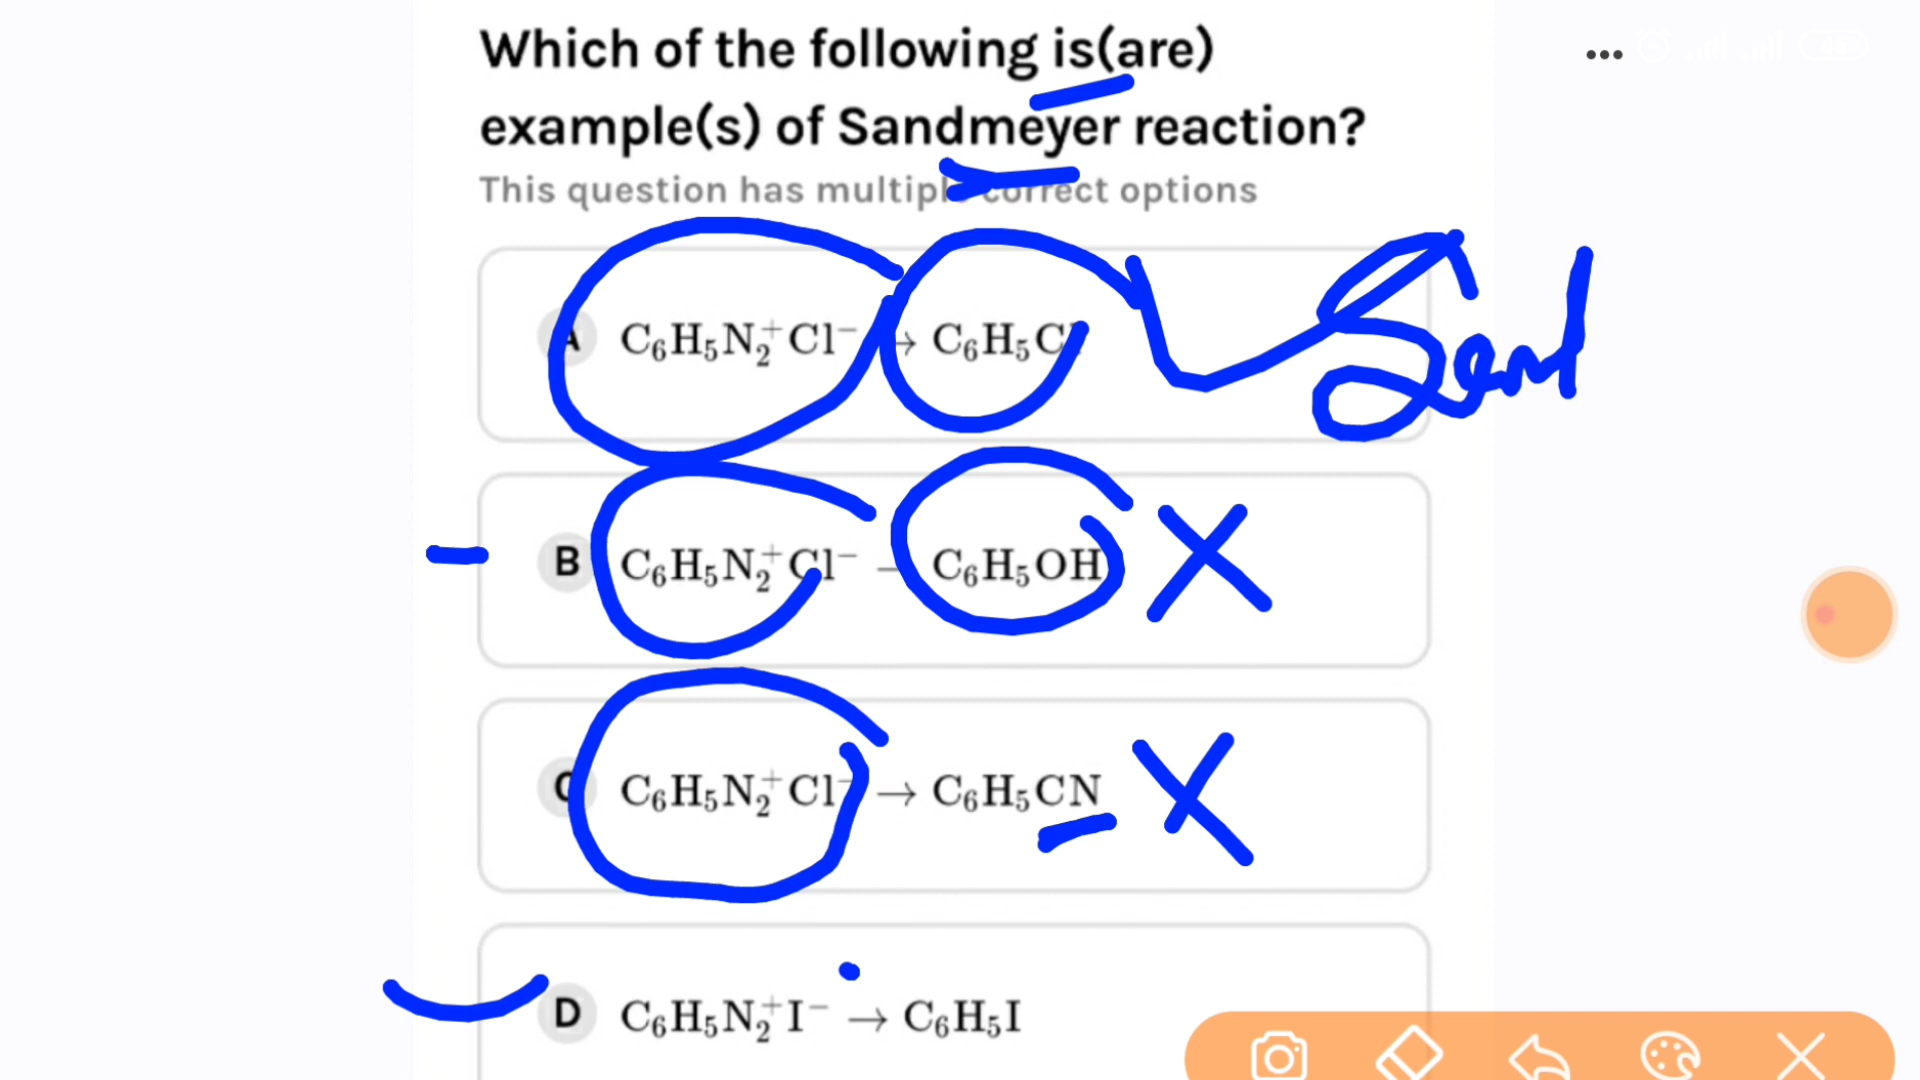 Which of the following is(are)
example(s) of Sandmeyer reaction?
This question has multiple correct options
A C₆H₅N₂⁺Cl⁻ → C₆H₅Cl
Sand
B C₆H₅N₂⁺Cl⁻ → C₆H₅OH
C C₆H₅N₂⁺Cl⁻ → C₆H₅CN
D C₆H₅N₂⁺I⁻ → C₆H₅I